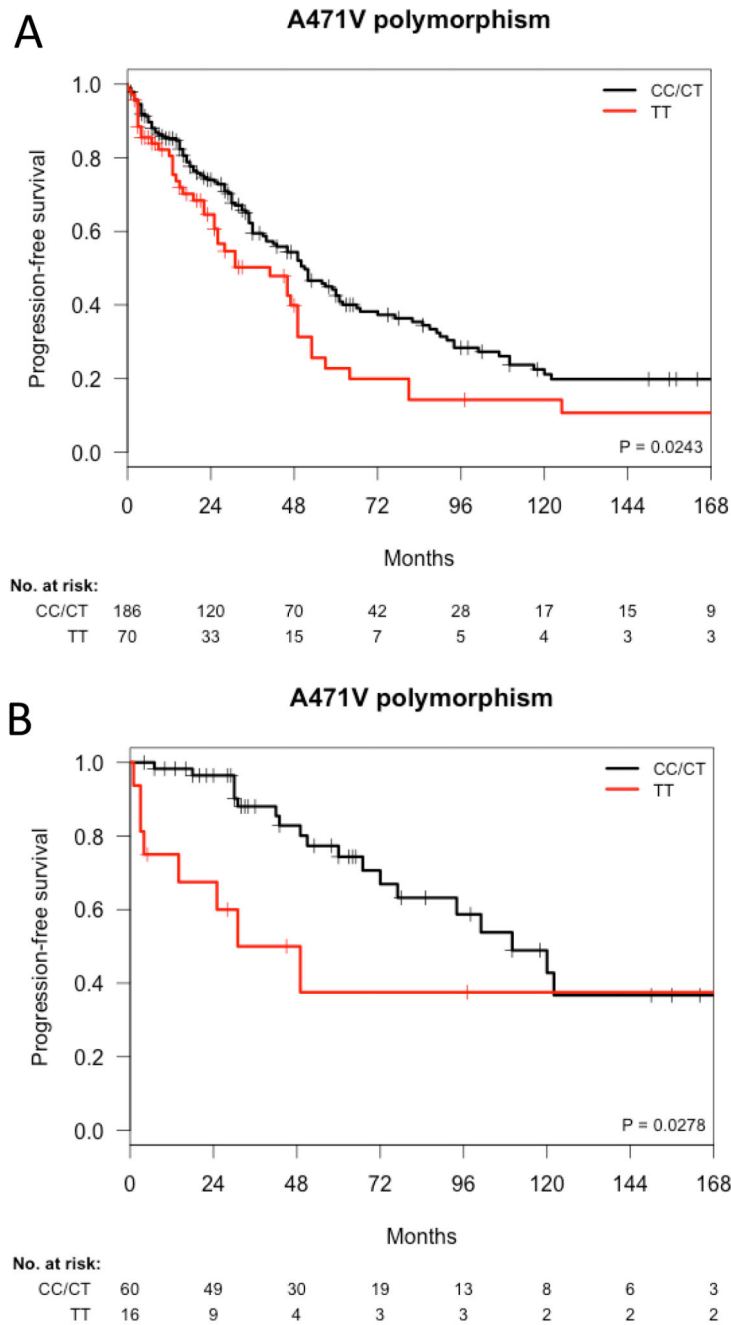 A
A471V polymorphism
CC/CT
TT
Progression-free survival
1.0
0.8
0.6
0.4
0.2
0.0
P = 0.0243
0 24 48 72 96 120 144 168
Months
No. at risk:
CC/CT 186 120 70 42 28 17 15 9
TT 70 33 15 7 5 4 3 3
B
A471V polymorphism
CC/CT
TT
Progression-free survival
1.0
0.8
0.6
0.4
0.2
0.0
P = 0.0278
0 24 48 72 96 120 144 168
Months
No. at risk:
CC/CT 60 49 30 19 13 8 6 3
TT 16 9 4 3 3 2 2 2